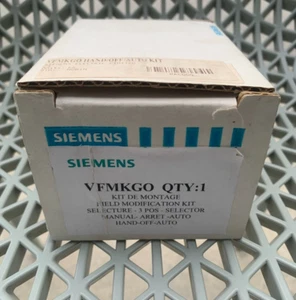 SIEMENS
SIEMENS
VFMKGO QTY:1
KIT DE MONTAGE
FIELD MODIFICATION KIT
SELECTURE - 3 POS - SELECTOR
MANUAL- ARRET -AUTO
HAND-OFF-AUTO